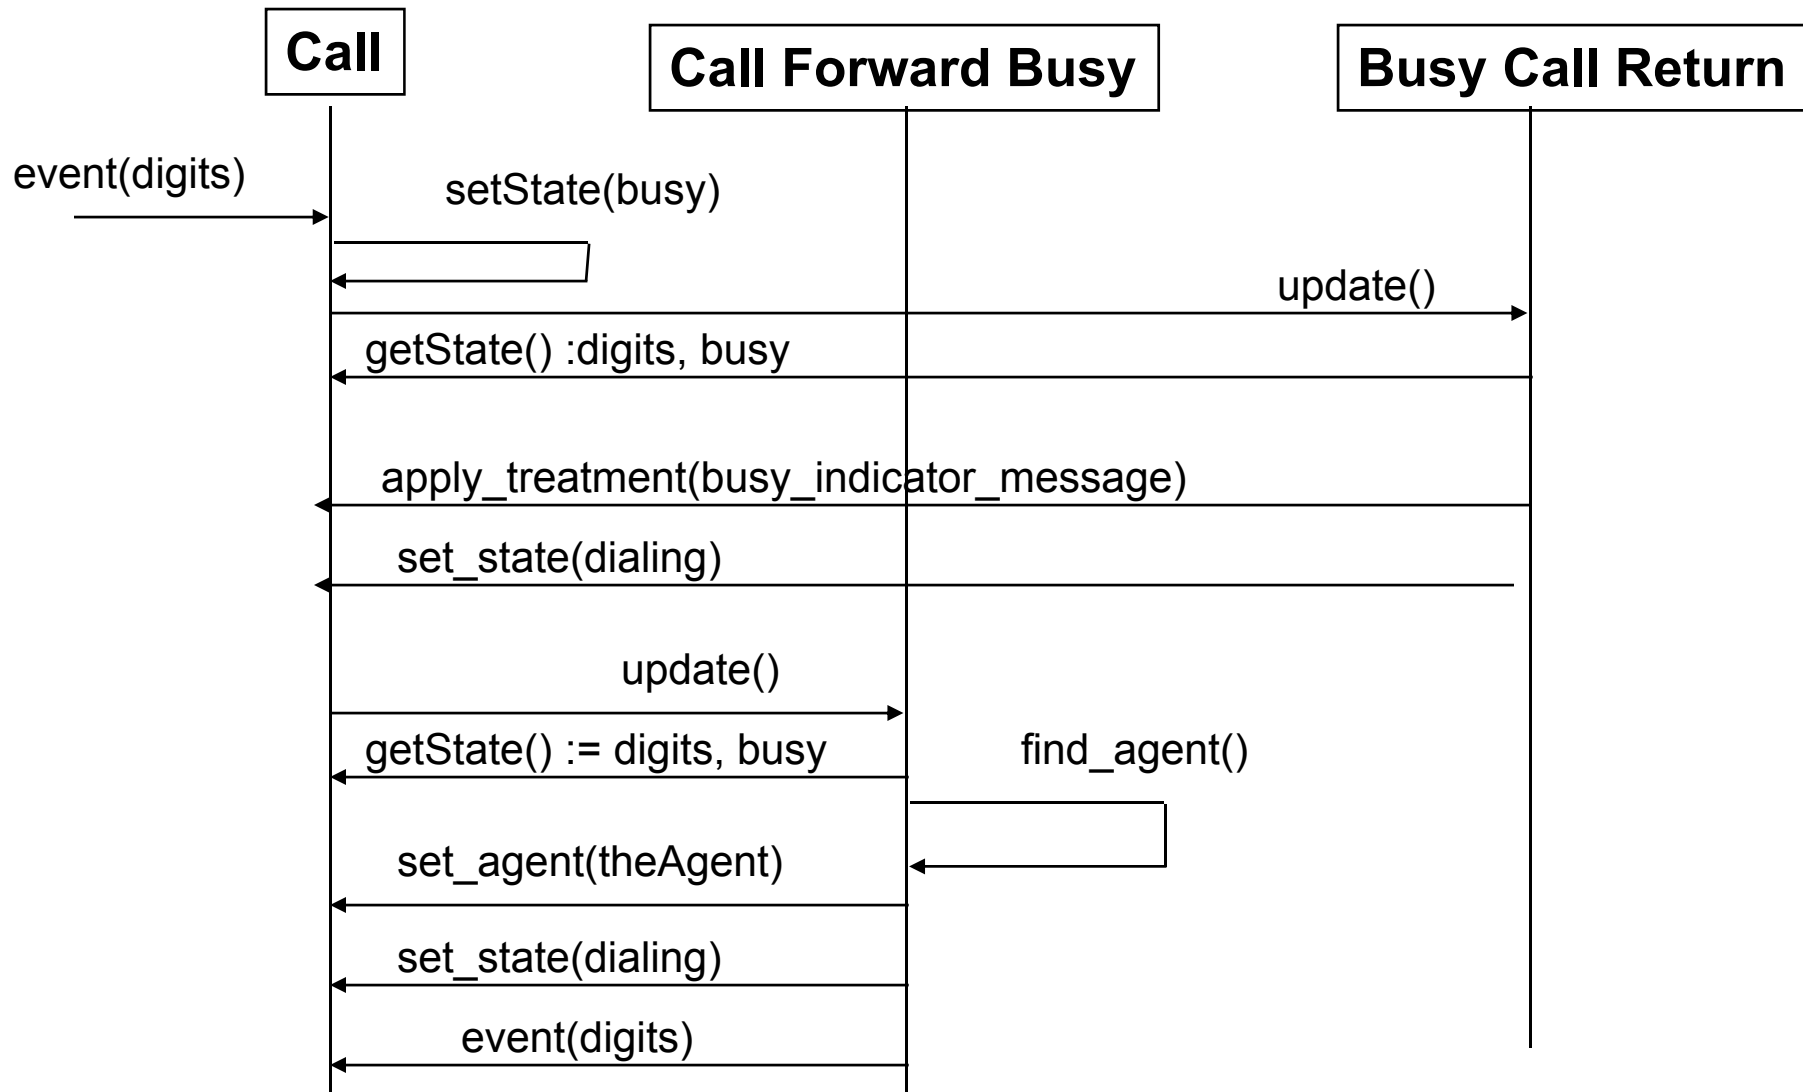 Call
Call Forward Busy
Busy Call Return
event(digits)
setState(busy)
update()
getState() :digits, busy
apply_treatment(busy_indicator_message)
set_state(dialing)
update()
getState() := digits, busy
find_agent()
set_agent(theAgent)
set_state(dialing)
event(digits)